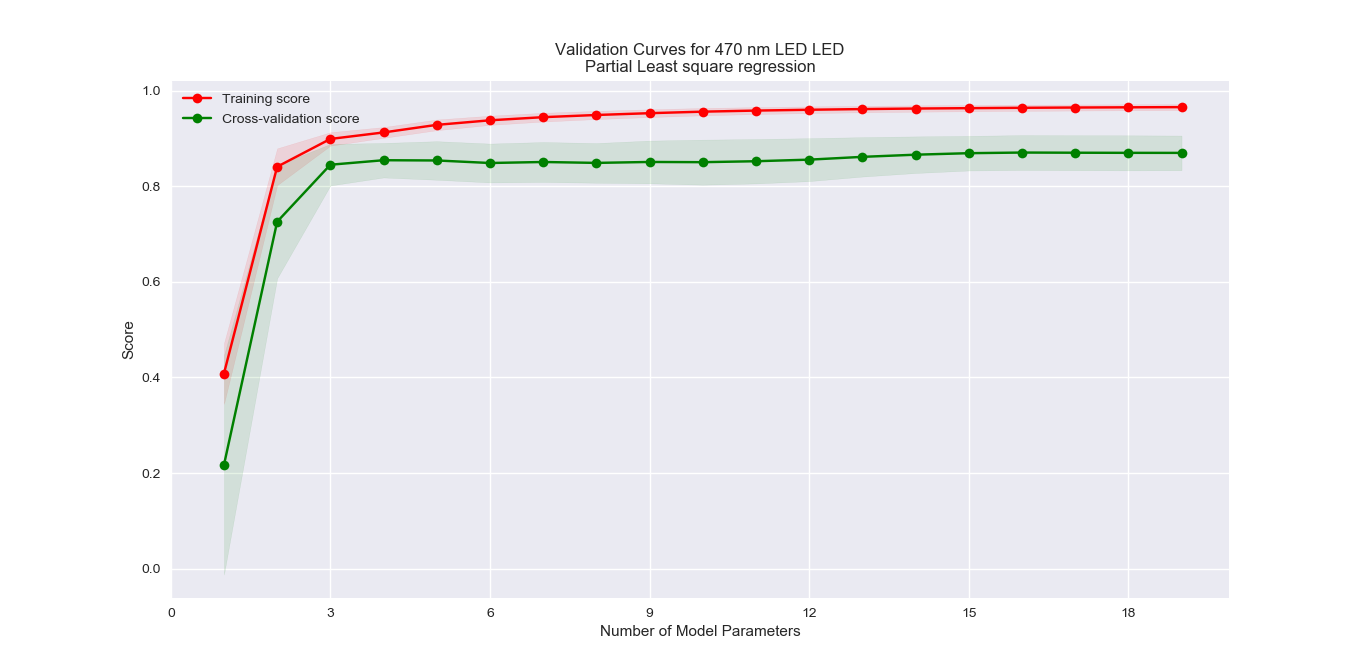 Validation Curves for 470 nm LED LED
Partial Least square regression
Training score
Cross-validation score
1.0
0.8
0.6
0.4
0.2
0.0
Score
0 3 6 9 12 15 18
Number of Model Parameters